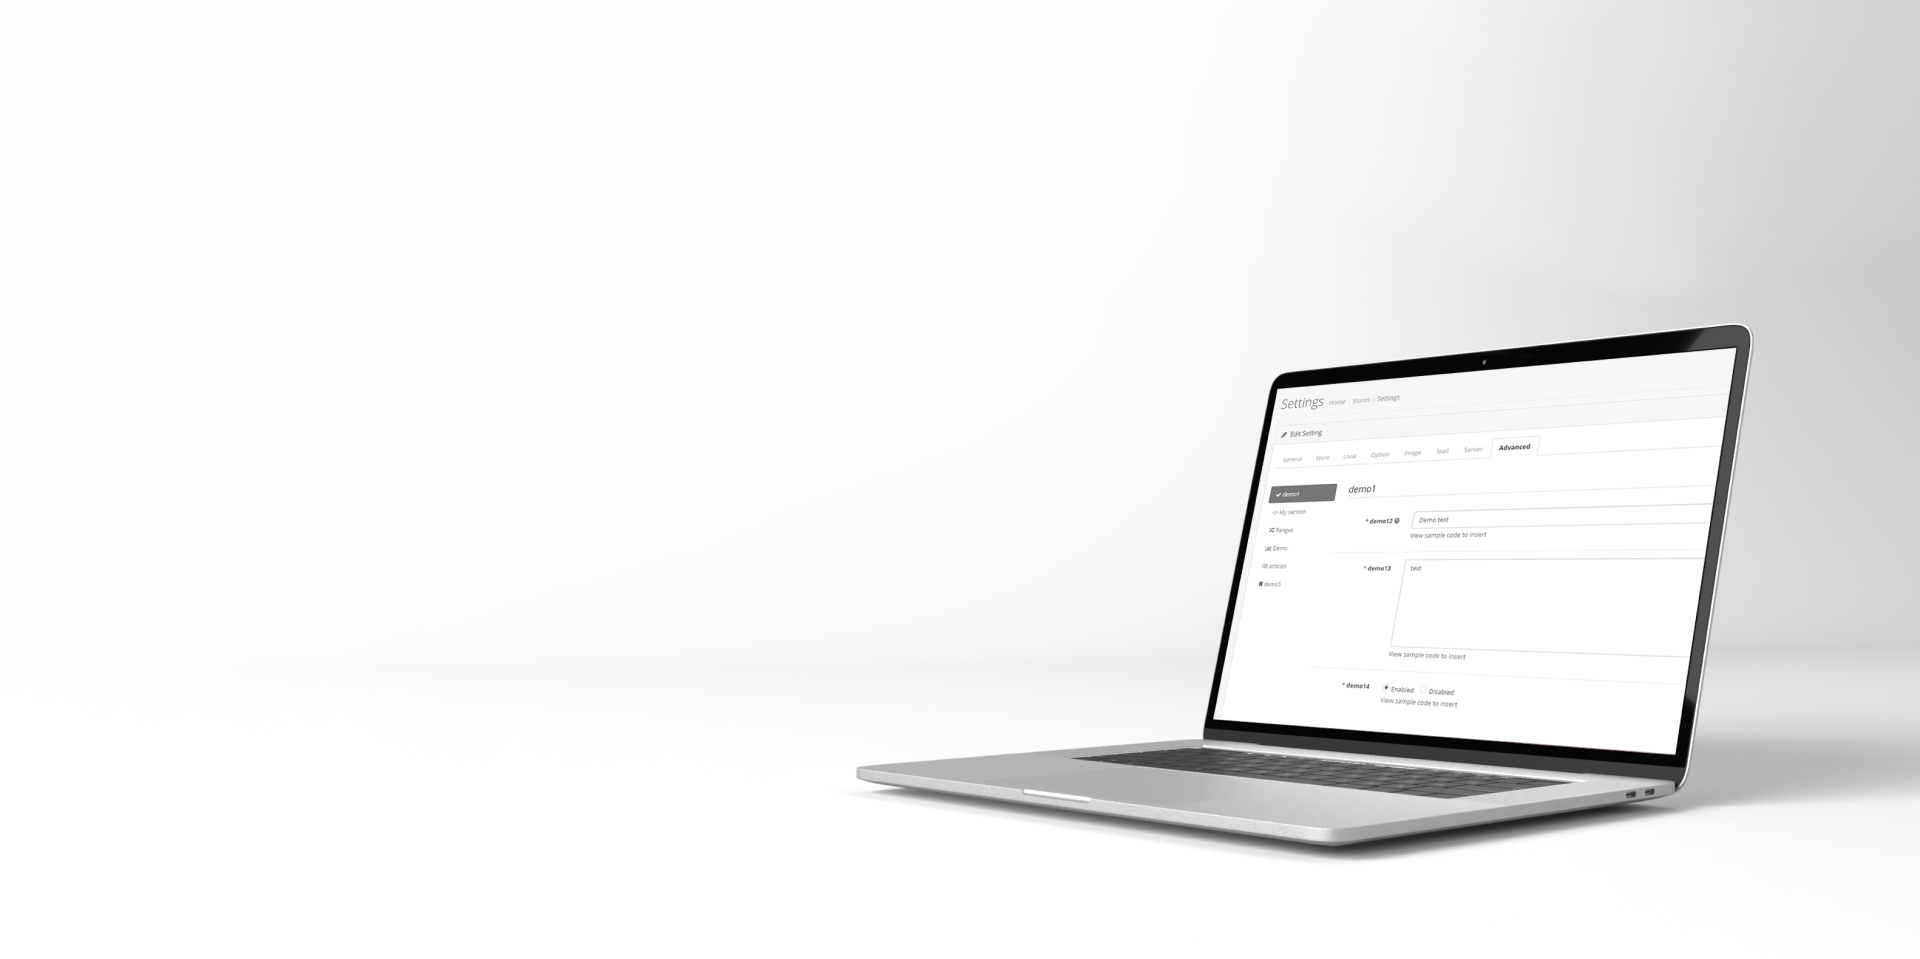 Settings Home - Stores - Settings
Edit Setting
General Store Local Option Image Mail Server Advanced
demo1
My section
Ranges
Demo
articles
demo5
demo1
* demo12 Demo text
View sample code to insert
* demo13 text
View sample code to insert
* demo14 Enabled Disabled
View sample code to insert